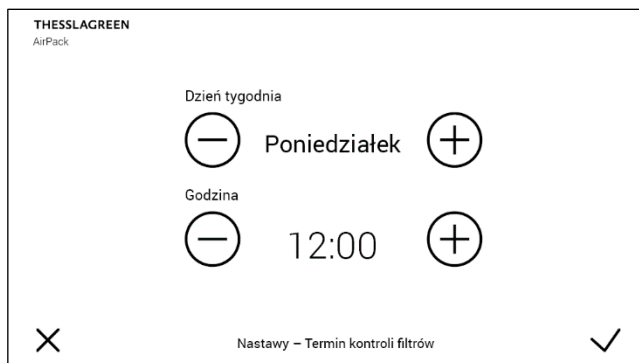 THESSLAGREEN
AirPack
Dzień tygodnia
Poniedziałek
Godzina
12:00
Nastawy – Termin kontroli filtrów